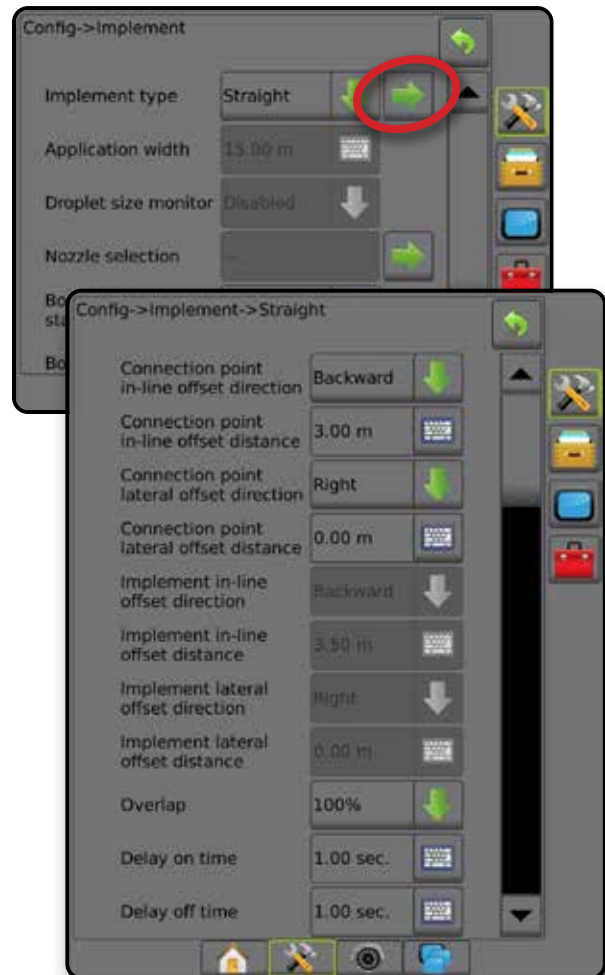 Config->Implement
Implement type Straight
Application width 15.00 m
Droplet size monitor Disabled
Nozzle selection --
Bo
sta
Bo
Config->Implement->Straight
Connection point
in-line offset direction Backward
Connection point
in-line offset distance 3.00 m
Connection point
lateral offset direction Right
Connection point
lateral offset distance 0.00 m
Implement in-line
offset direction Backward
Implement in-line
offset distance 3.50 m
Implement lateral
offset direction Right
Implement lateral
offset distance 0.00 m
Overlap 100%
Delay on time 1.00 sec.
Delay off time 1.00 sec.